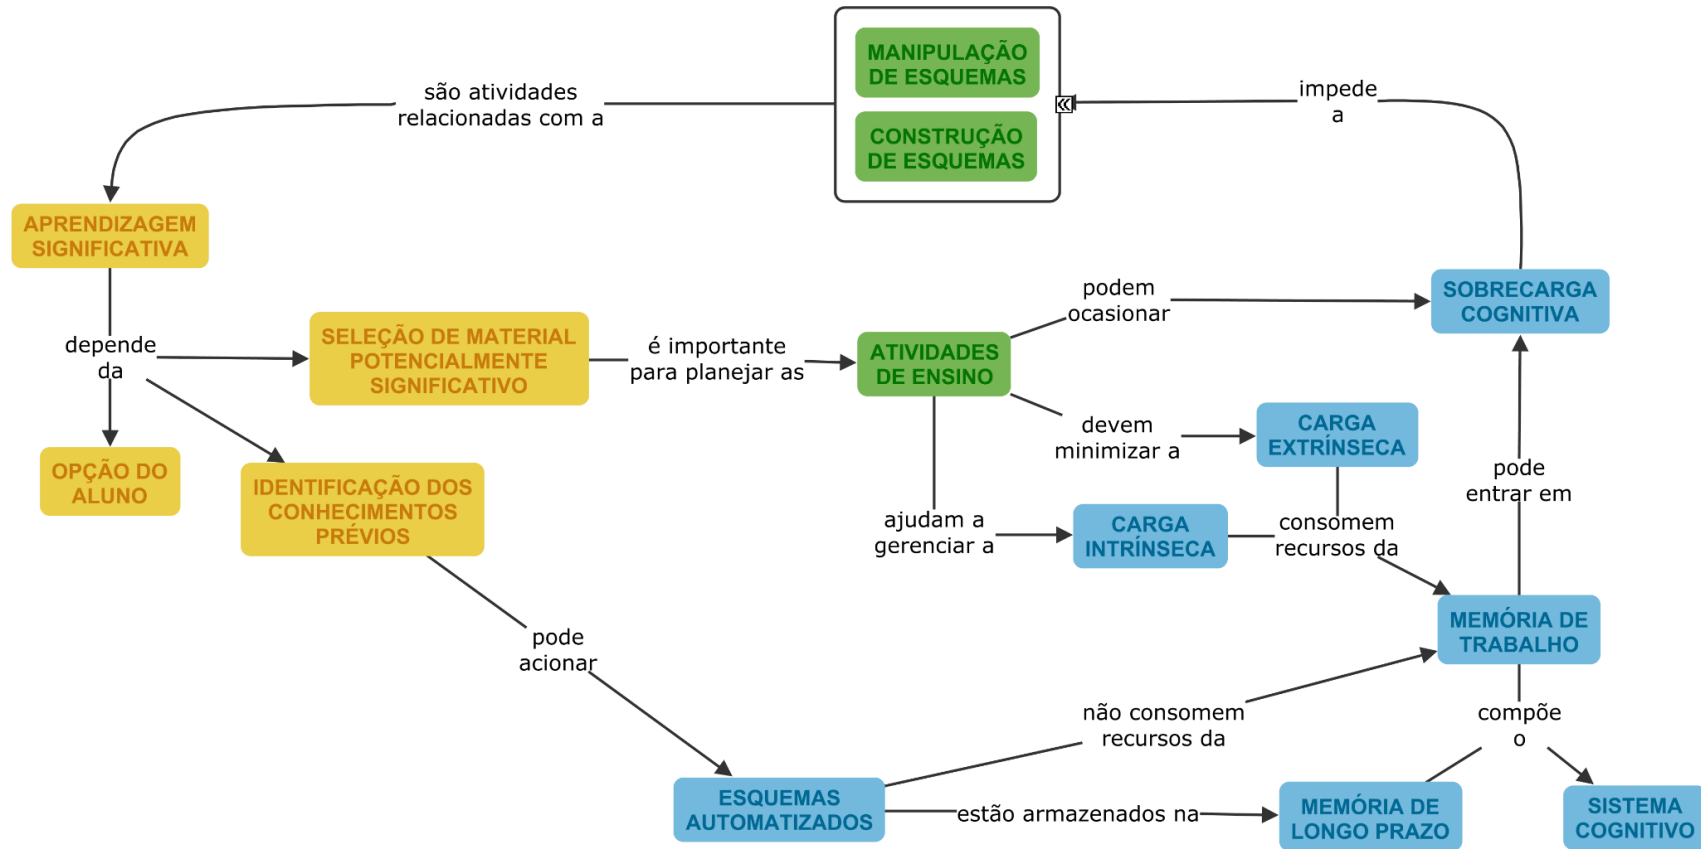 MANIPULAÇÃO
DE ESQUEMAS
são atividades
relacionadas com a
impede
a
CONSTRUÇÃO
DE ESQUEMAS
APRENDIZAGEM
SIGNIFICATIVA
podem
ocasionar
SOBRECARGA
COGNITIVA
depende
da
SELEÇÃO DE MATERIAL
POTENCIALMENTE
SIGNIFICATIVO
é importante
para planejar as
ATIVIDADES
DE ENSINO
devem
minimizar a
CARGA
EXTRÍNSECA
OPÇÃO DO
ALUNO
IDENTIFICAÇÃO DOS
CONHECIMENTOS
PRÉVIOS
pode
entrar em
ajudam a
gerenciar a
CARGA
INTRÍNSECA
consomem
recursos da
MEMÓRIA DE
TRABALHO
pode
acionar
não consomem
recursos da
compõe
o
ESQUEMAS
AUTOMATIZADOS
estão armazenados na
MEMÓRIA DE
LONGO PRAZO
SISTEMA
COGNITIVO